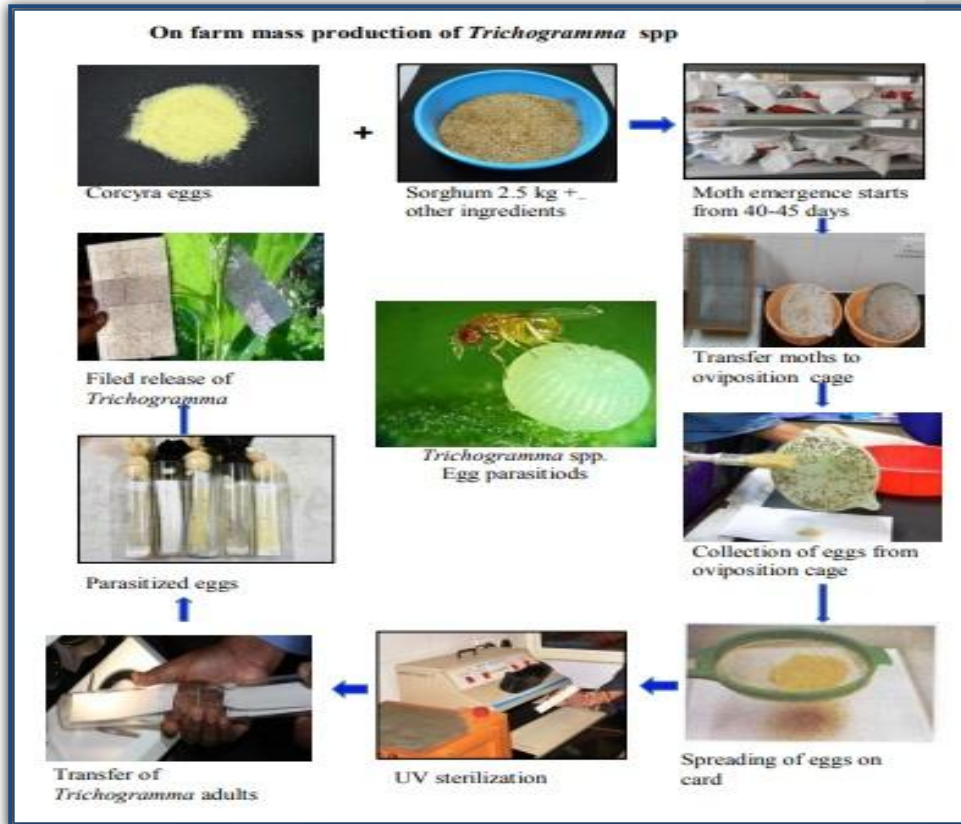 On farm mass production of Trichogramma spp
+
Corcyra eggs
Sorghum 2.5 kg +
other ingredients
Moth emergence starts
from 40-45 days
Transfer moths to
oviposition cage
Collection of eggs from
oviposition cage
Spreading of eggs on
card
UV sterilization
Transfer of
Trichogramma adults
Parasitized eggs
Filed release of
Trichogramma
Trichogramma spp.
Egg parasitiods